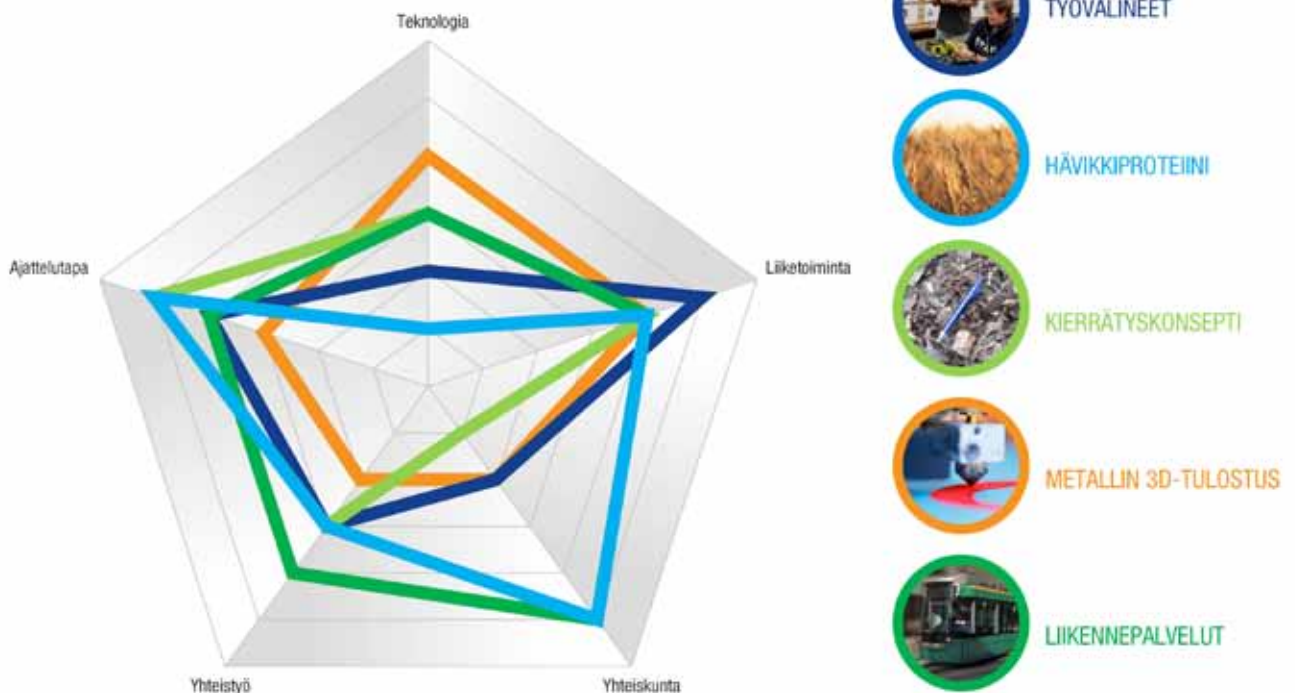 Teknologia
Liiketoiminta
Yhteiskunta
Yhteistyö
Ajattelutapa
TYÖVÄLINEET
HÄVIKKIPROTEIINI
KIERRÄTYSKONSEPTI
METALLIN 3D-TULOSTUS
LIIKENNEPALVELUT